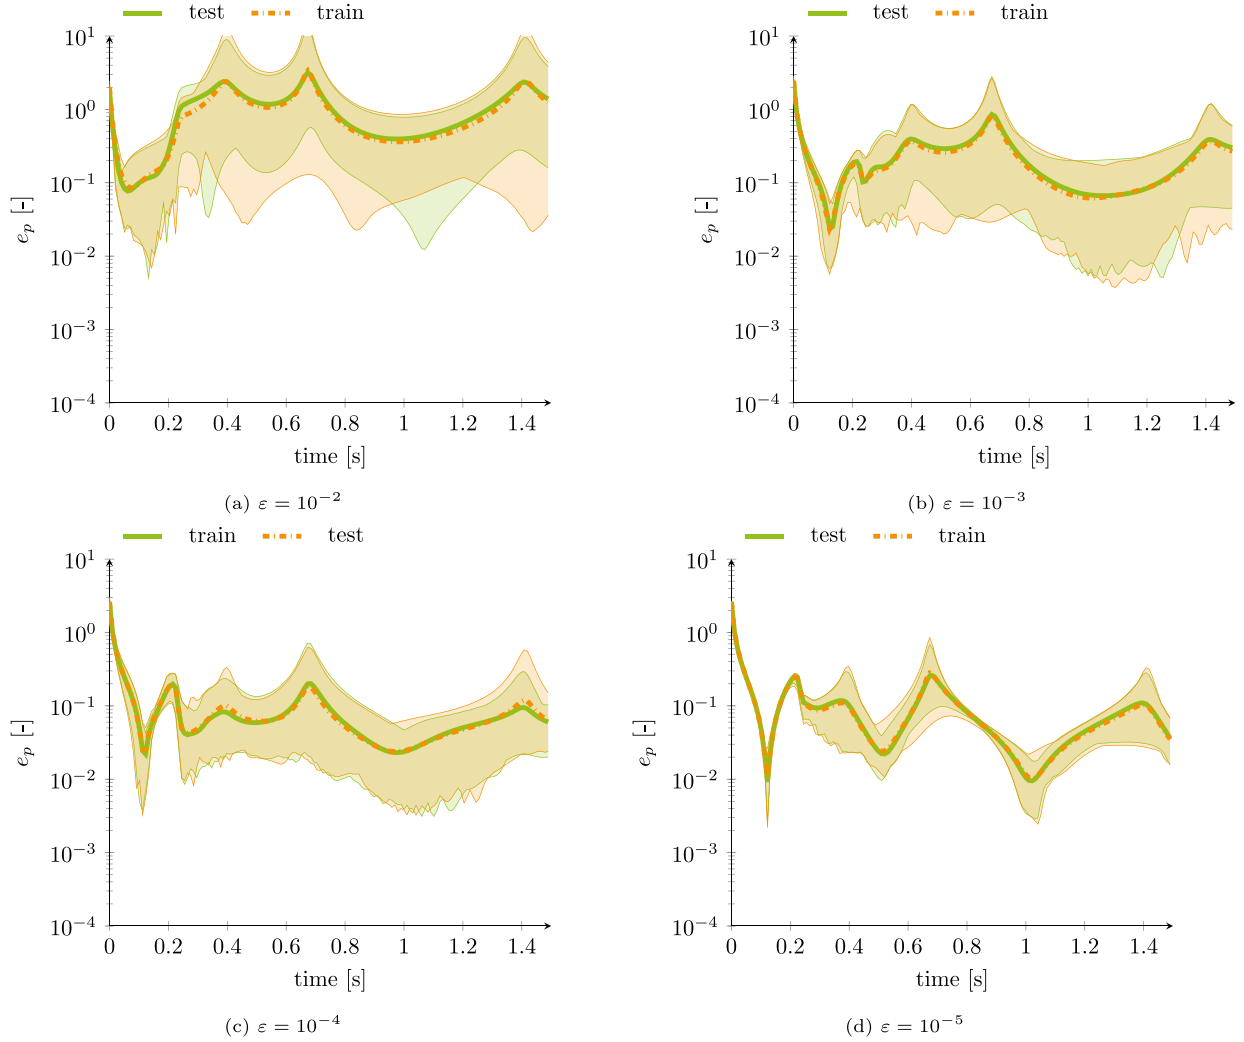 test train
10^1
10^0
10^{-1}
10^{-2}
10^{-3}
10^{-4}
e_p [-]
0 0.2 0.4 0.6 0.8 1 1.2 1.4
time [s]
(a) ε = 10^{-2}
test train
10^1
10^0
10^{-1}
10^{-2}
10^{-3}
10^{-4}
e_p [-]
0 0.2 0.4 0.6 0.8 1 1.2 1.4
time [s]
(b) ε = 10^{-3}
train test
10^1
10^0
10^{-1}
10^{-2}
10^{-3}
10^{-4}
e_p [-]
0 0.2 0.4 0.6 0.8 1 1.2 1.4
time [s]
(c) ε = 10^{-4}
test train
10^1
10^0
10^{-1}
10^{-2}
10^{-3}
10^{-4}
e_p [-]
0 0.2 0.4 0.6 0.8 1 1.2 1.4
time [s]
(d) ε = 10^{-5}